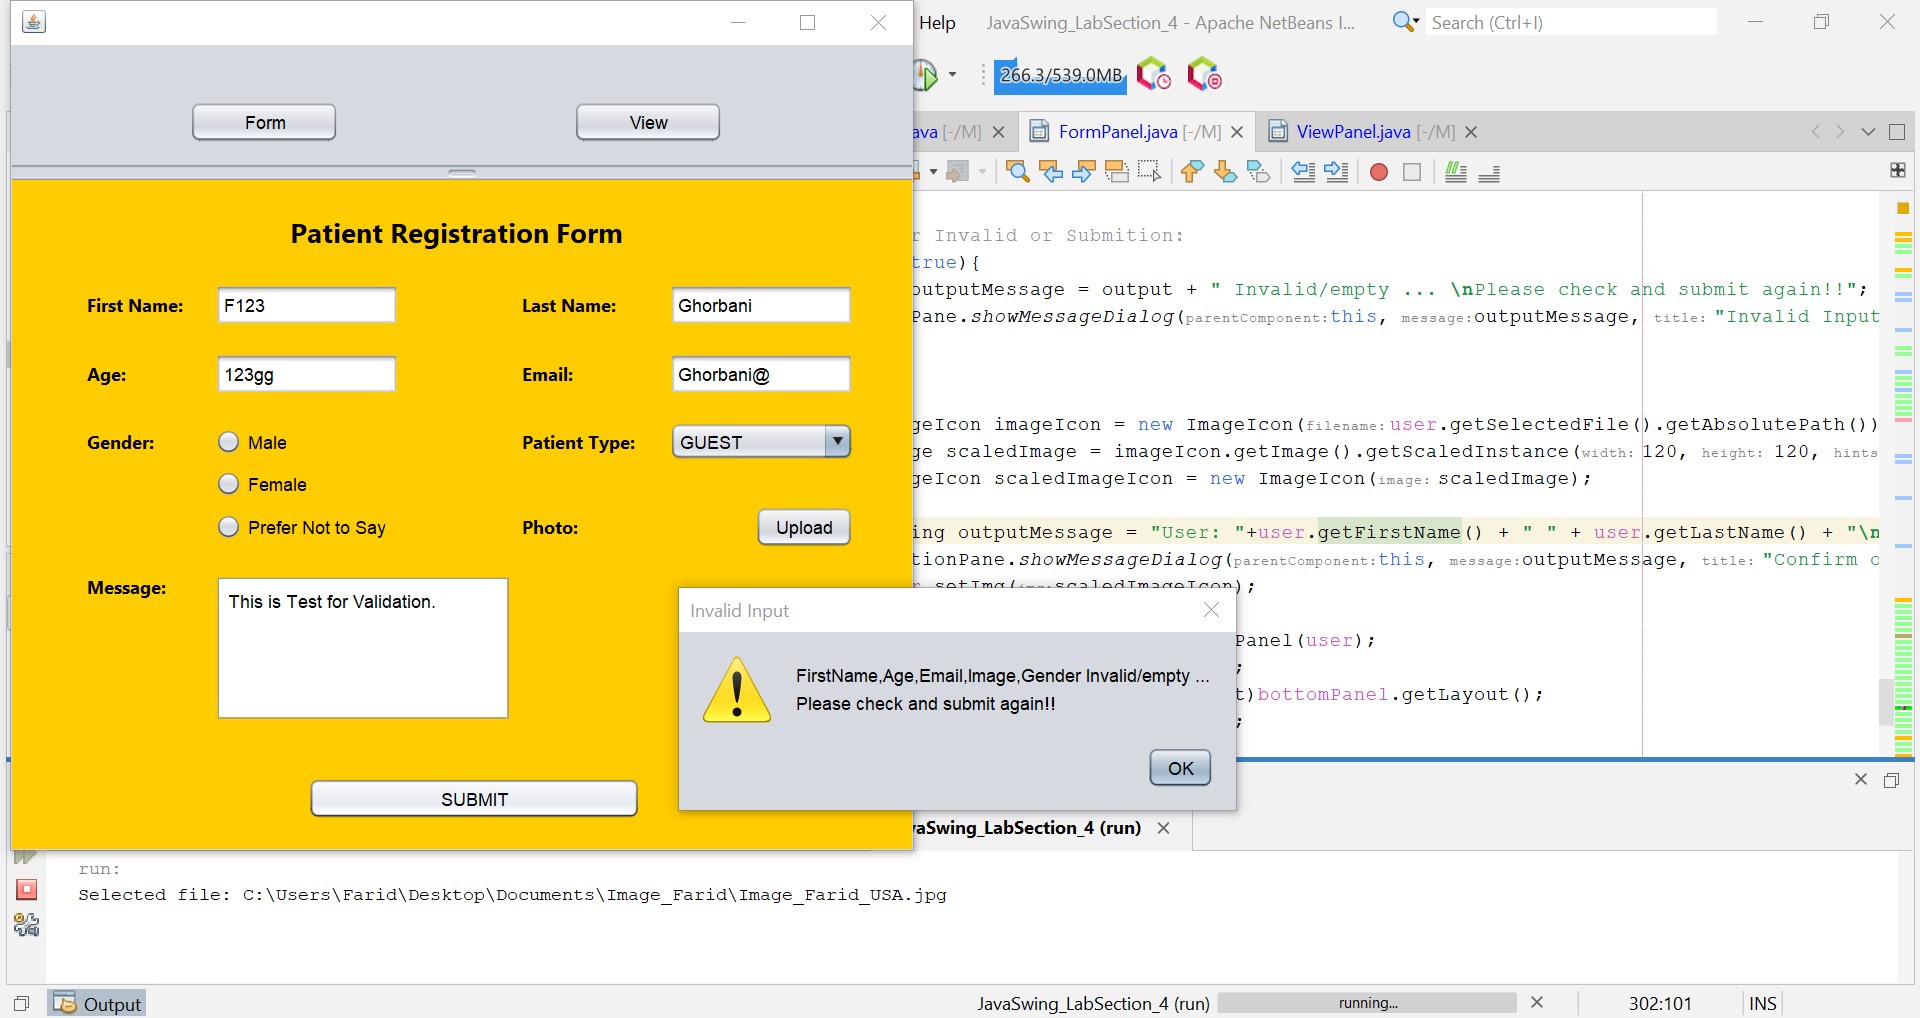 Help
JavaSwing_LabSection_4 - Apache NetBeans I...
Search (Ctrl+I)
266.3/539.0MB
Form
View
ava [-/M]
FormPanel.java [-/M]
ViewPanel.java [-/M]
Patient Registration Form
First Name:
F123
Last Name:
Ghorbani
Age:
123gg
Email:
Ghorbani@
Gender:
Male
Female
Prefer Not to Say
Patient Type:
GUEST
Photo:
Upload
Message:
This is Test for Validation.
SUBMIT
r Invalid or Submition:
true){
outputMessage = output + " Invalid/empty ... \nPlease check and submit again!!";
Pane.showMessageDialog(parentComponent:this, message:outputMessage, title: "Invalid Input
geIcon imageIcon = new ImageIcon(filename:user.getSelectedFile().getAbsolutePath())
ge scaledImage = imageIcon.getImage().getScaledInstance(width:120, height: 120, hints
geIcon scaledImageIcon = new ImageIcon(image: scaledImage);
ing outputMessage = "User: "+user.getFirstName() + " " + user.getLastName() + "\n
tionPane.showMessageDialog(parentComponent:this, message:outputMessage, title: "Confirm o
setImg(scaledImageIcon);
Panel(user);
;
t)bottomPanel.getLayout();
;
Invalid Input
FirstName,Age,Email,Image,Gender Invalid/empty ...
Please check and submit again!!
OK
vaSwing_LabSection_4 (run)
run:
Selected file: C:\Users\Farid\Desktop\Documents\Image_Farid\Image_Farid_USA.jpg
Output
JavaSwing_LabSection_4 (run)
running...
302:101
INS